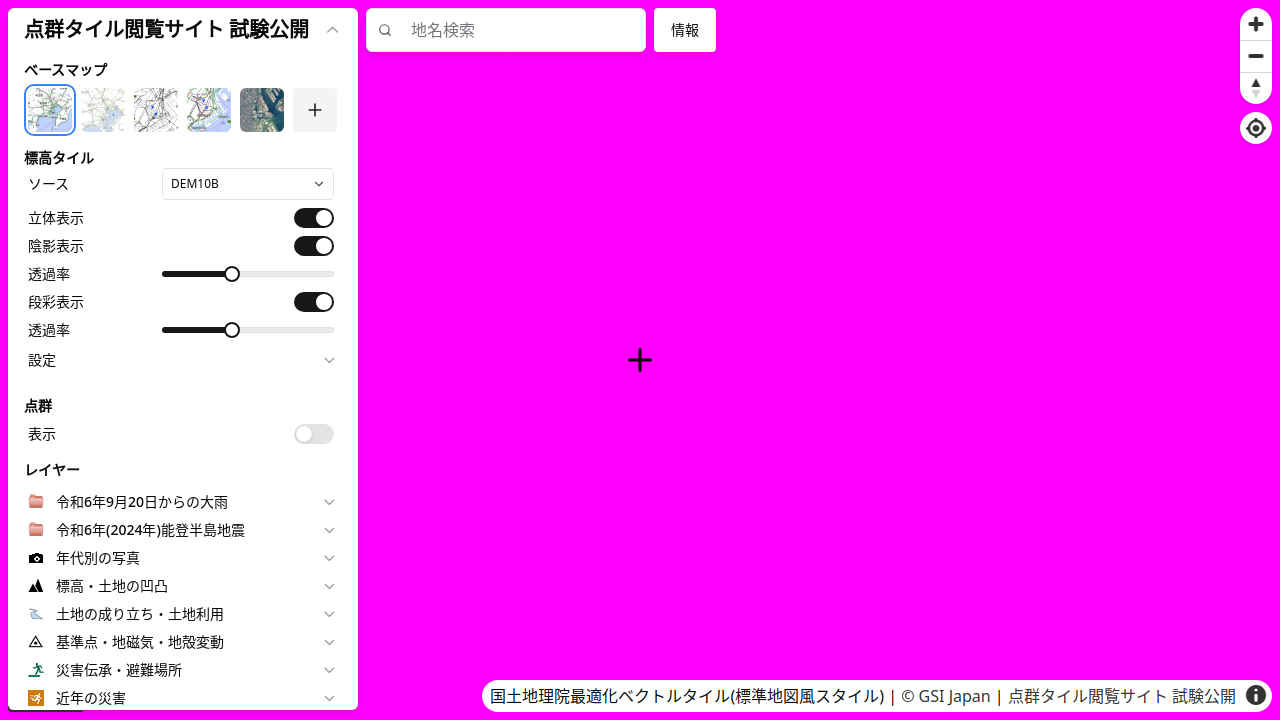 点群タイル閲覧サイト 試験公開
地名検索
情報
ベースマップ
標高タイル
ソース
DEM10B
立体表示
陰影表示
透過率
段彩表示
透過率
設定
点群
表示
レイヤー
令和6年9月20日からの大雨
令和6年(2024年)能登半島地震
年代別の写真
標高・土地の凹凸
土地の成り立ち・土地利用
基準点・地磁気・地殻変動
災害伝承・避難場所
近年の災害
国土地理院最適化ベクトルタイル(標準地図風スタイル) | © GSI Japan | 点群タイル閲覧サイト 試験公開